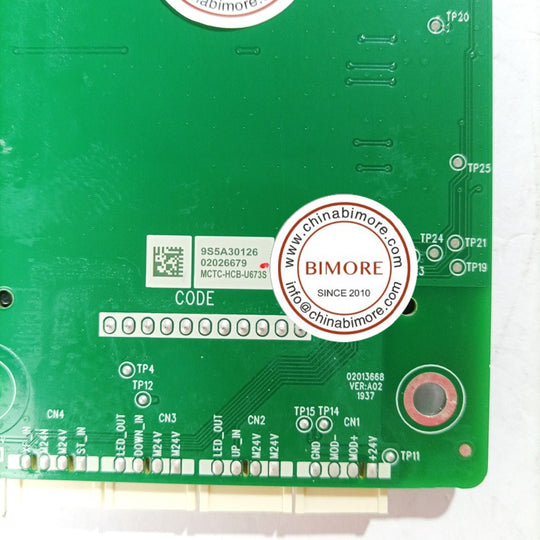 TP20
TP25
9S5A30126
02026679
MCTC-HCB-U673S
www.chinabimore.com
BIMORE
SINCE 2010
info@chinabimore.com
TP24
TP21
TP19
CODE
TP4
TP12
02013668
VER:A02
1937
CN4
CN3
CN2
TP15
TP14
CN1
M24V
ST_IN
LED_OUT
DOWN_IN
M24V
M24V
LED_OUT
UP_IN
M24V
M24V
GND
MOD-
MOD+
+24V
TP11